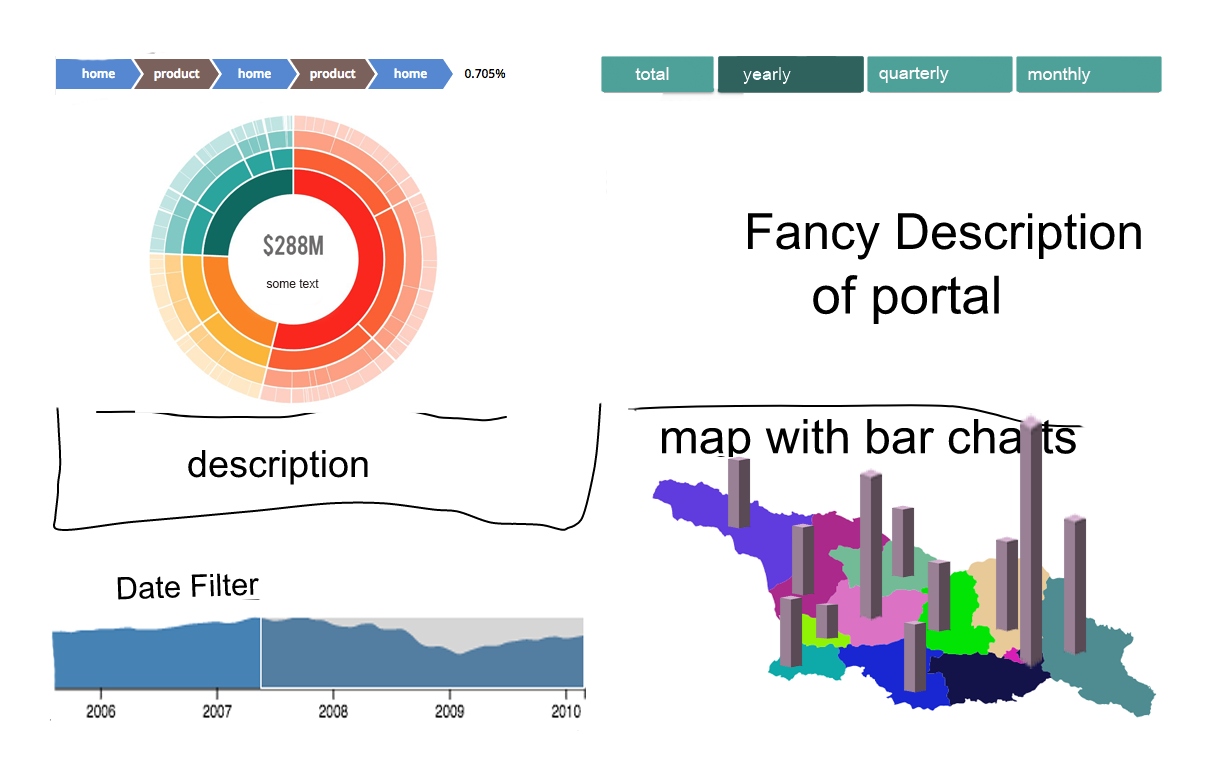 home product home product home 0.705%
total yearly quarterly monthly
$288M
some text
Fancy Description
of portal
description
map with bar charts
Date Filter
2006 2007 2008 2009 2010